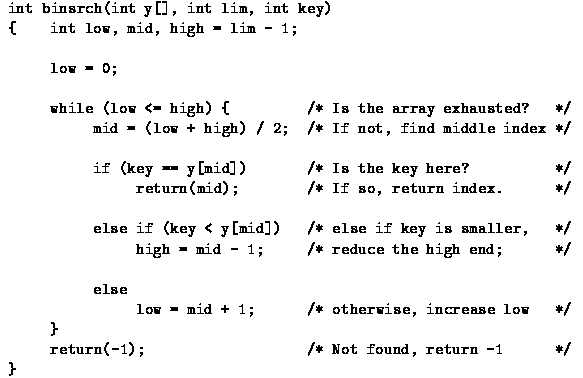 int binsrch(int y[], int lim, int key)
{    int low, mid, high = lim - 1;
     low = 0;
     while (low <= high) {         /* Is the array exhausted?   */
          mid = (low + high) / 2;  /* If not, find middle index */
          if (key == y[mid])       /* Is the key here?          */
               return(mid);        /* If so, return index.      */
          else if (key < y[mid])   /* else if key is smaller,   */
               high = mid - 1;     /* reduce the high end;      */
          else
               low = mid + 1;      /* otherwise, increase low   */
     }
     return(-1);                   /* Not found, return -1      */
}